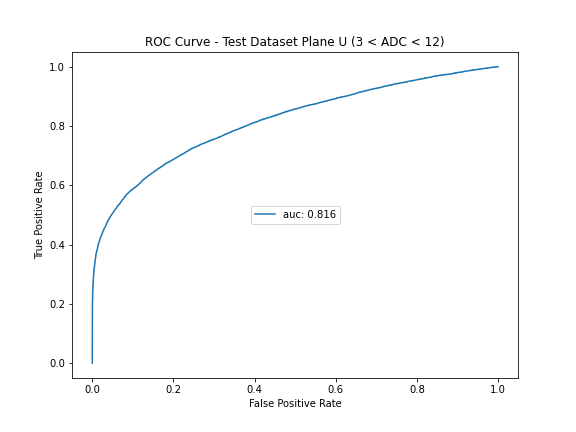 ROC Curve - Test Dataset Plane U (3 < ADC < 12)
1.0
0.8
0.6
0.4
0.2
0.0
True Positive Rate
auc: 0.816
0.0 0.2 0.4 0.6 0.8 1.0
False Positive Rate